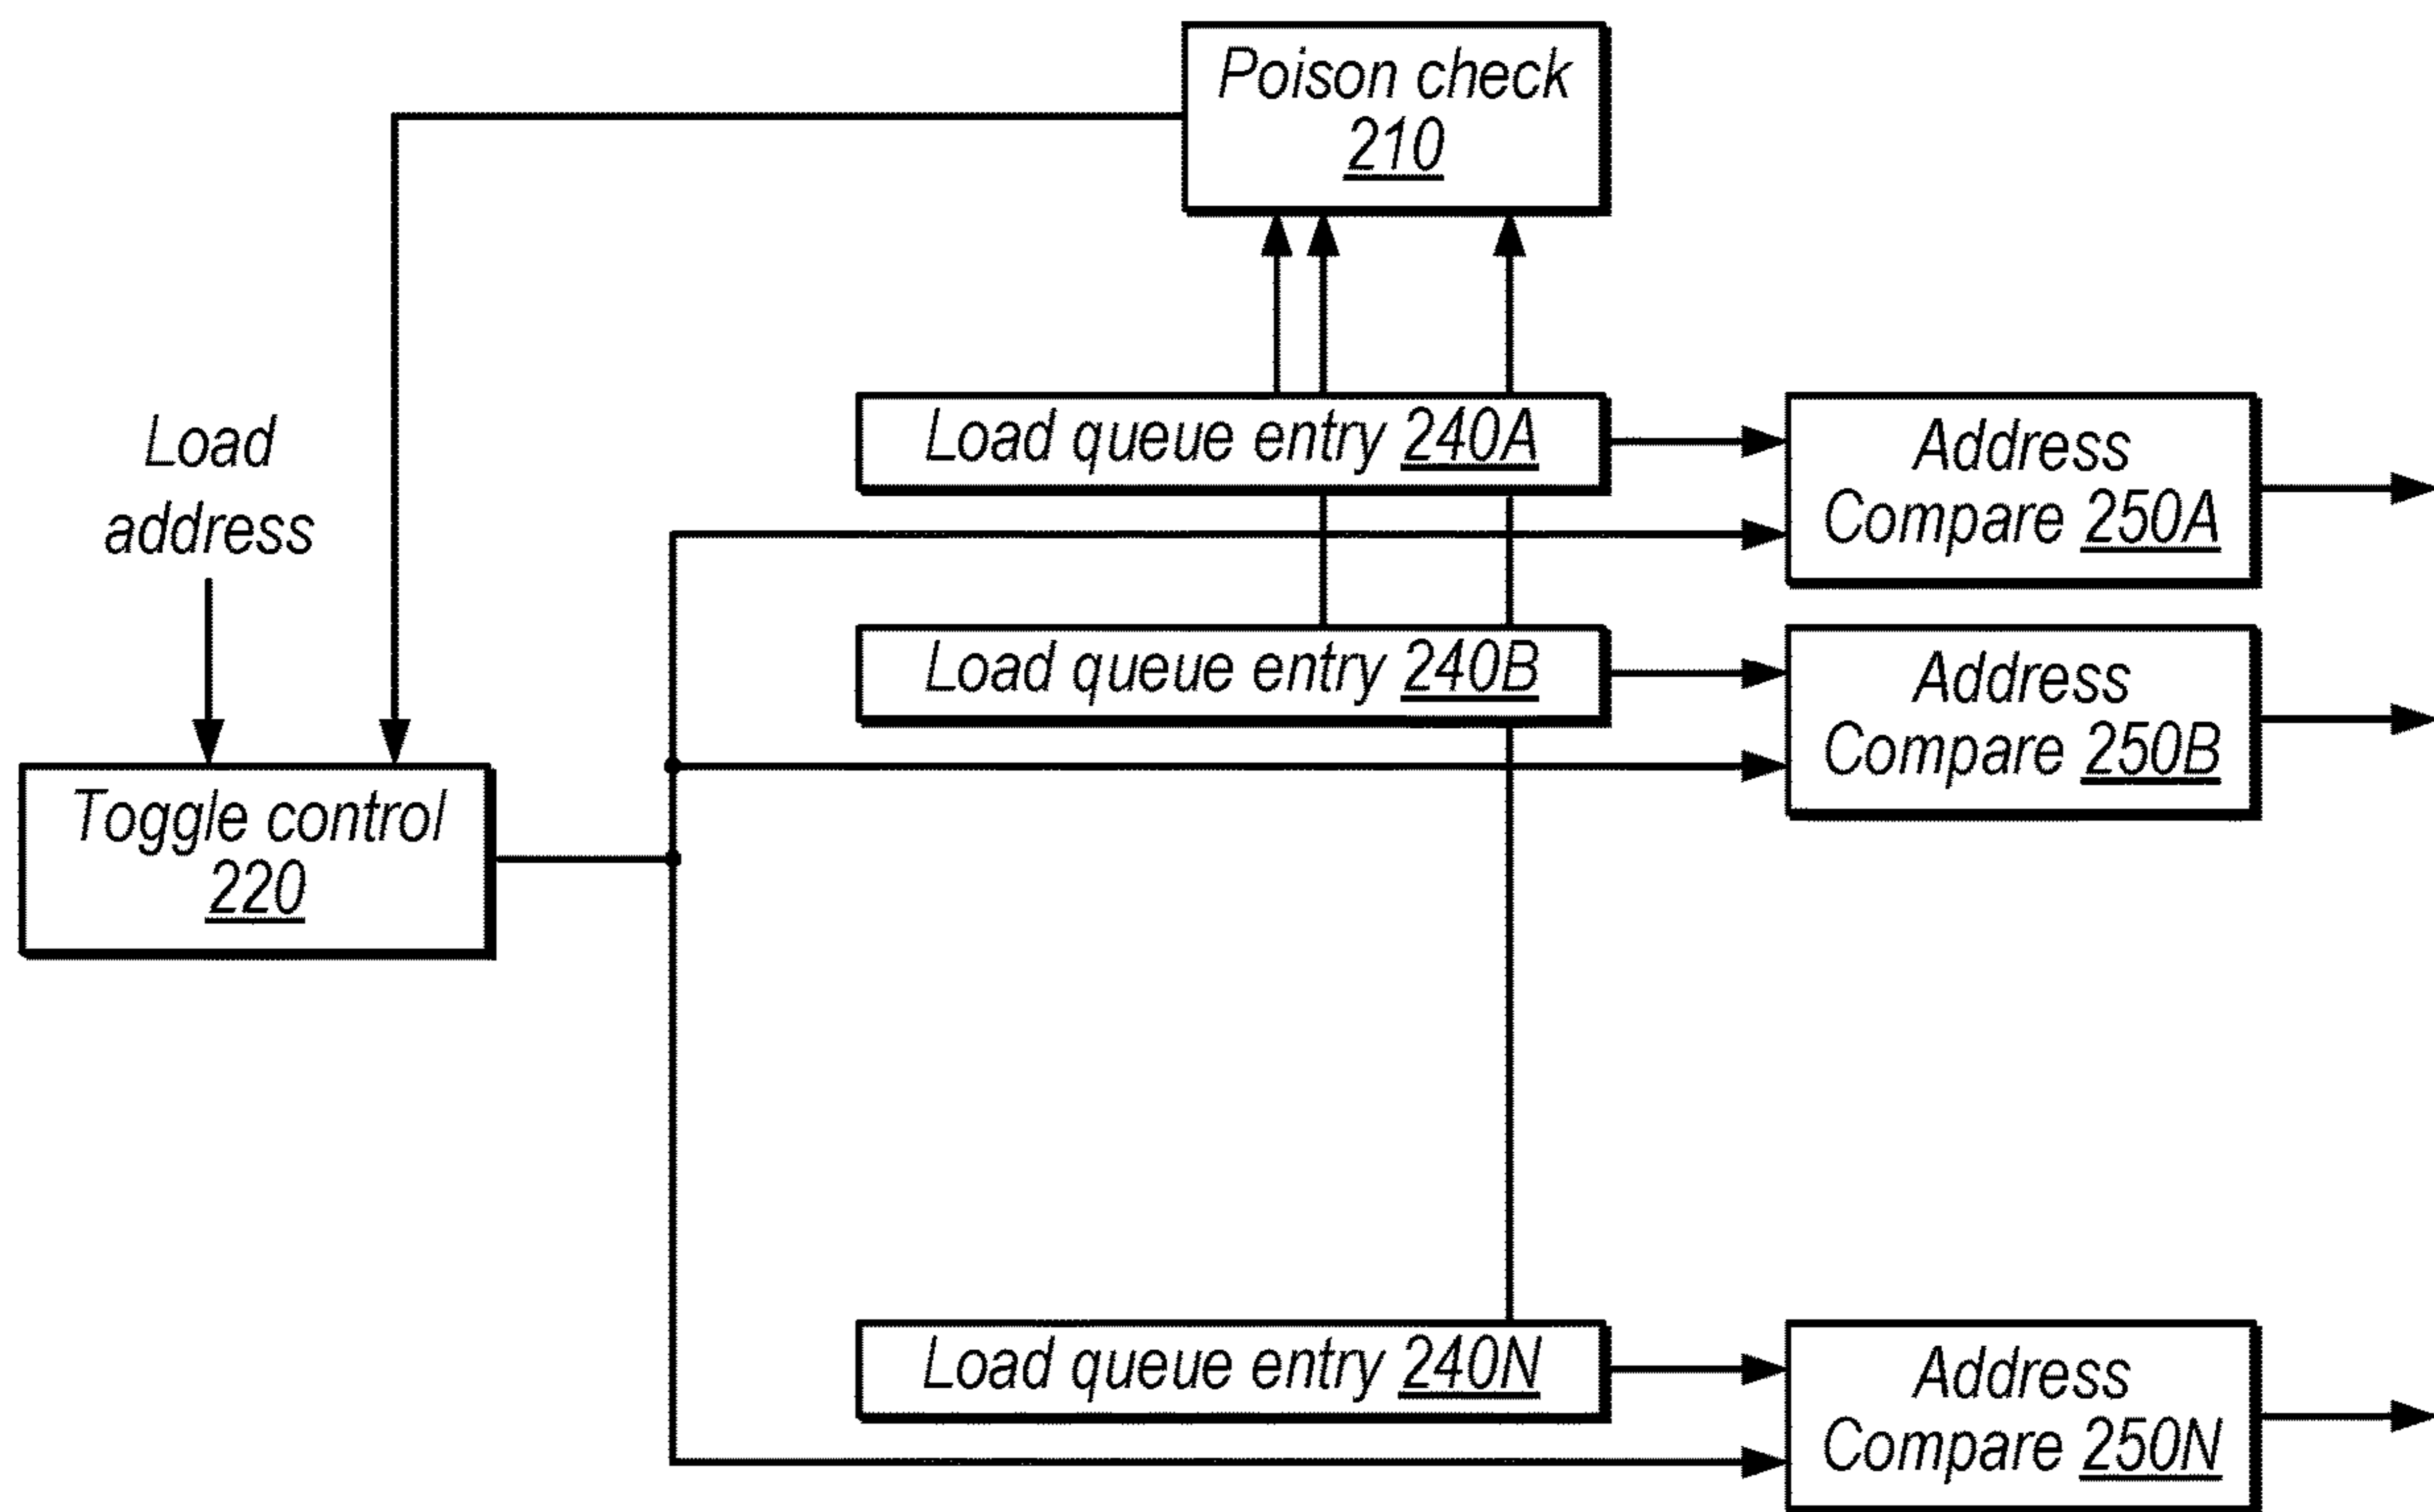 Poison check
210
Load
address
Load queue entry 240A
Address
Compare 250A
Load queue entry 240B
Address
Compare 250B
Toggle control
220
Load queue entry 240N
Address
Compare 250N